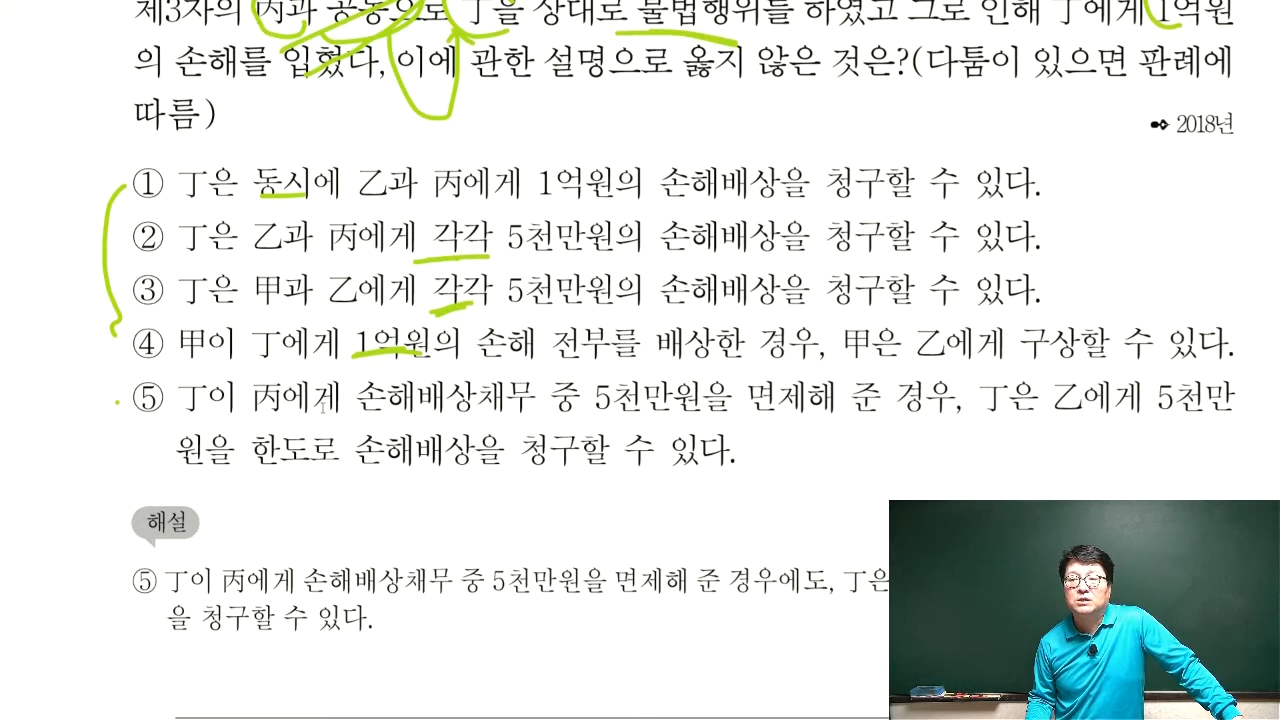 제3자의 丙과 공동으로 丁을 상대로 불법행위를 하였고 그로 인해 丁에게 1억원
의 손해를 입혔다, 이에 관한 설명으로 옳지 않은 것은?(다툼이 있으면 판례에
따름)
2018년
① 丁은 동시에 乙과 丙에게 1억원의 손해배상을 청구할 수 있다.
② 丁은 乙과 丙에게 각각 5천만원의 손해배상을 청구할 수 있다.
③ 丁은 甲과 乙에게 각각 5천만원의 손해배상을 청구할 수 있다.
④ 甲이 丁에게 1억원의 손해 전부를 배상한 경우, 甲은 乙에게 구상할 수 있다.
⑤ 丁이 丙에게 손해배상채무 중 5천만원을 면제해 준 경우, 丁은 乙에게 5천만
원을 한도로 손해배상을 청구할 수 있다.
해설
⑤ 丁이 丙에게 손해배상채무 중 5천만원을 면제해 준 경우에도, 丁은
을 청구할 수 있다.